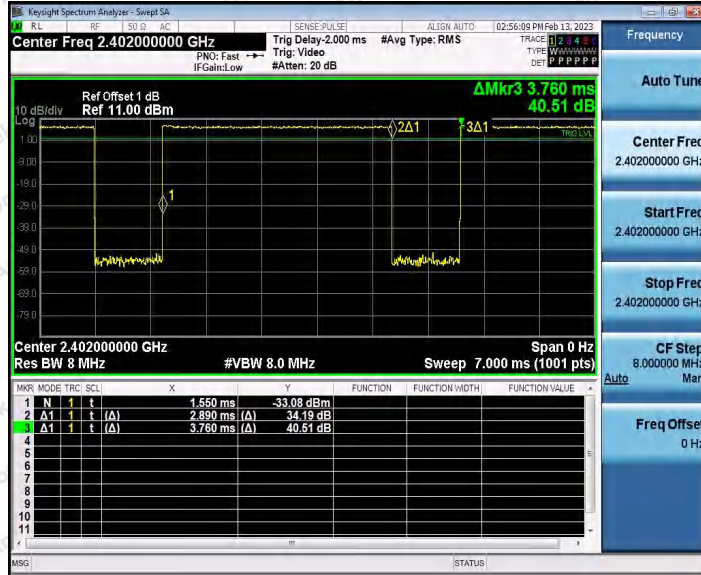 Keysight Spectrum Analyzer - Swept SA
RL RF 50 Ω AC SENSE:PULSE ALIGN AUTO 02:56:09 PM Feb 13, 2023
Center Freq 2.402000000 GHz
PNO: Fast
IFGain:Low
Trig Delay-2.000 ms
Trig: Video
#Atten: 20 dB
#Avg Type: RMS
TRACE 1 2 3 4 5 6
TYPE WWWWWW
DET P P P P P P
Frequency
Ref Offset 1 dB
Ref 11.00 dBm
10 dB/div
Log
ΔMkr3 3.760 ms
40.51 dB
1.00
-9.00
-19.0
-29.0
-39.0
-49.0
-59.0
-69.0
-79.0
1
2Δ1
3Δ1
TRIG LVL
Center 2.402000000 GHz
Res BW 8 MHz
#VBW 8.0 MHz
Span 0 Hz
Sweep 7.000 ms (1001 pts)
MKR MODE TRC SCL X Y FUNCTION FUNCTION WIDTH FUNCTION VALUE
1 N 1 t 1.550 ms -33.08 dBm
2 Δ1 1 t (Δ) 2.890 ms (Δ) 34.19 dB
3 Δ1 1 t (Δ) 3.760 ms (Δ) 40.51 dB
4
5
6
7
8
9
10
11
MSG
STATUS
Auto Tune
Center Freq
2.402000000 GHz
Start Freq
2.402000000 GHz
Stop Freq
2.402000000 GHz
CF Step
8.000000 MHz
Auto Man
Freq Offset
0 Hz